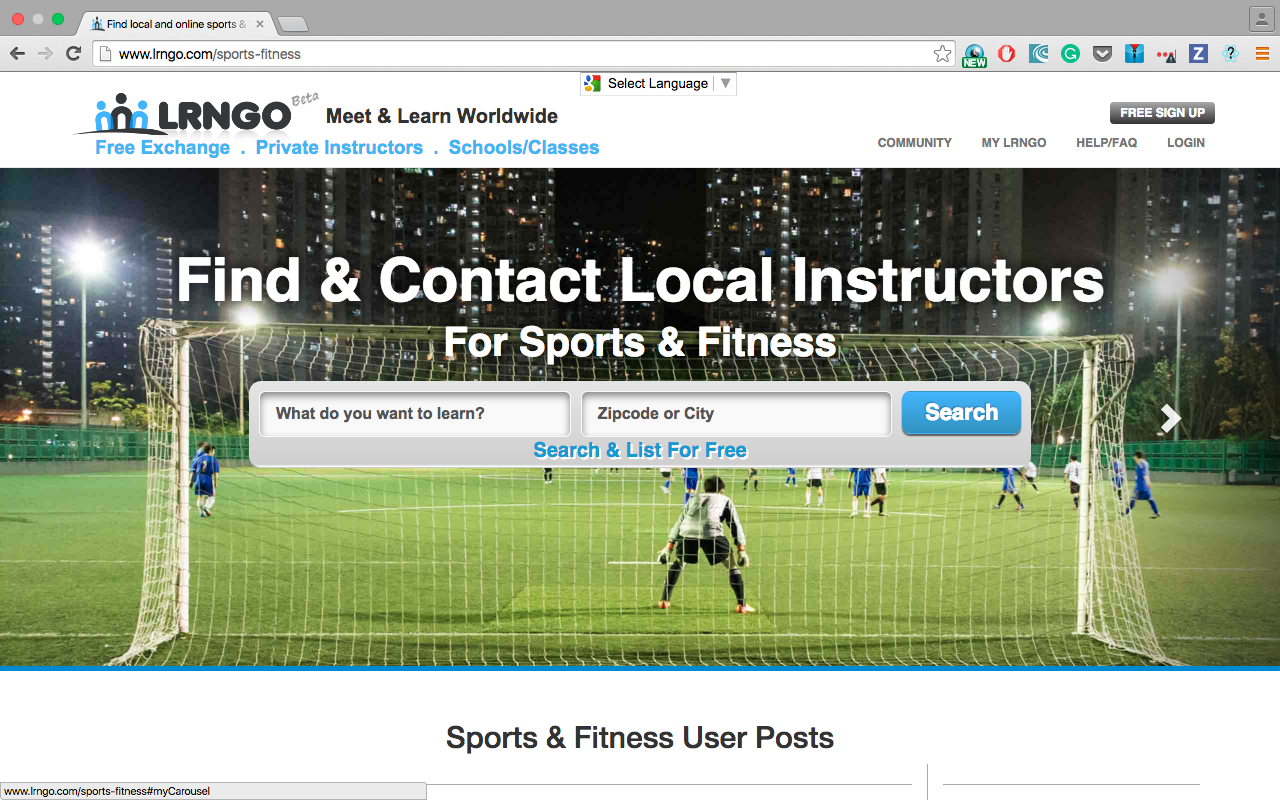 Find local and online sports &
www.lrngo.com/sports-fitness
NEW
Z
Select Language
LRNGO Beta
Meet & Learn Worldwide
FREE SIGN UP
Free Exchange . Private Instructors . Schools/Classes
COMMUNITY MY LRNGO HELP/FAQ LOGIN
Find & Contact Local Instructors
For Sports & Fitness
What do you want to learn?
Zipcode or City
Search
Search & List For Free
Sports & Fitness User Posts
www.lrngo.com/sports-fitness#myCarousel